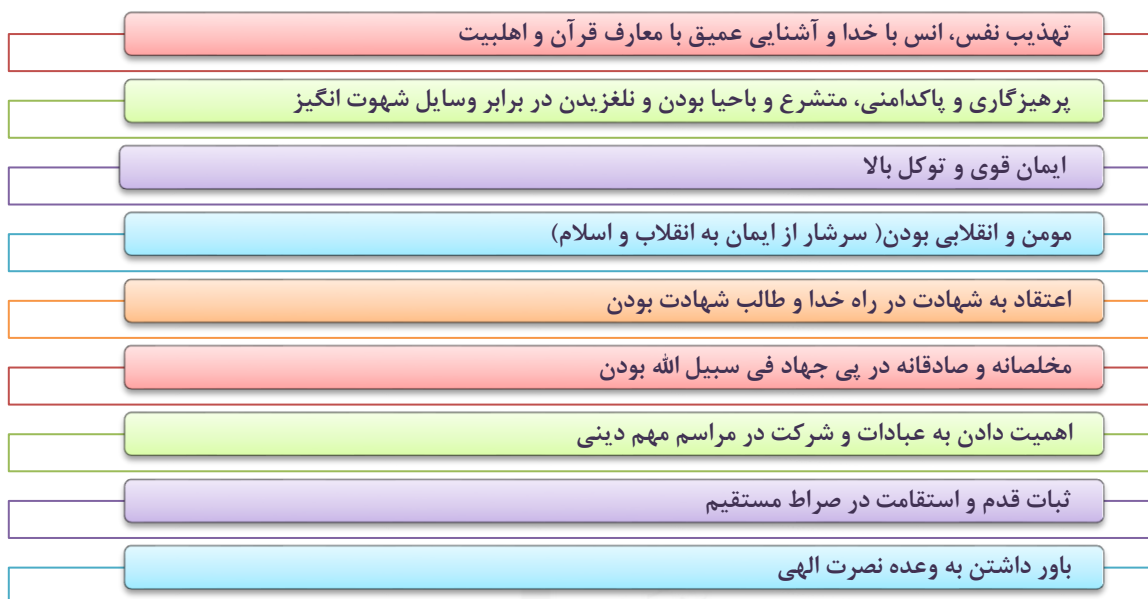 تهذیب نفس، انس با خدا و آشنایی عمیق با معارف قرآن و اهلبیت
پرهیزگاری و پاکدامنی، متشرع و باحیا بودن و نلغزیدن در برابر وسایل شهوت انگیز
ایمان قوی و توکل بالا
مومن و انقلابی بودن( سرشار از ایمان به انقلاب و اسلام)
اعتقاد به شهادت در راه خدا و طالب شهادت بودن
مخلصانه و صادقانه در پی جهاد فی سبیل الله بودن
اهمیت دادن به عبادات و شرکت در مراسم مهم دینی
ثبات قدم و استقامت در صراط مستقیم
باور داشتن به وعده نصرت الهی